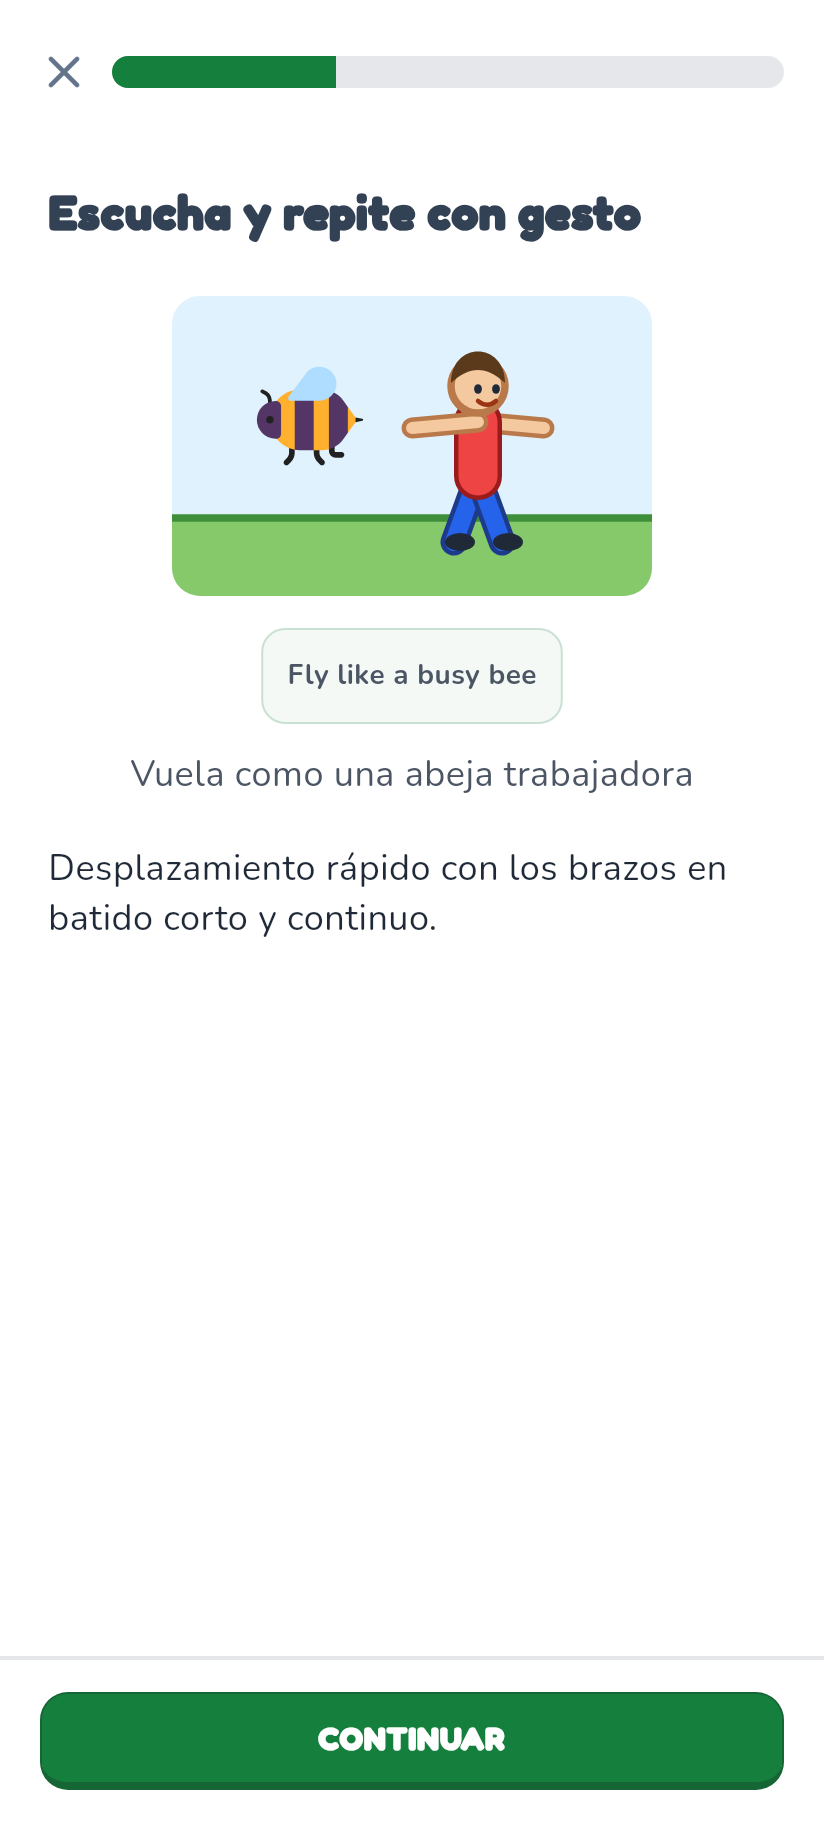 Escucha y repite con gesto
Fly like a busy bee
Vuela como una abeja trabajadora
Desplazamiento rápido con los brazos en
batido corto y continuo.
CONTINUAR